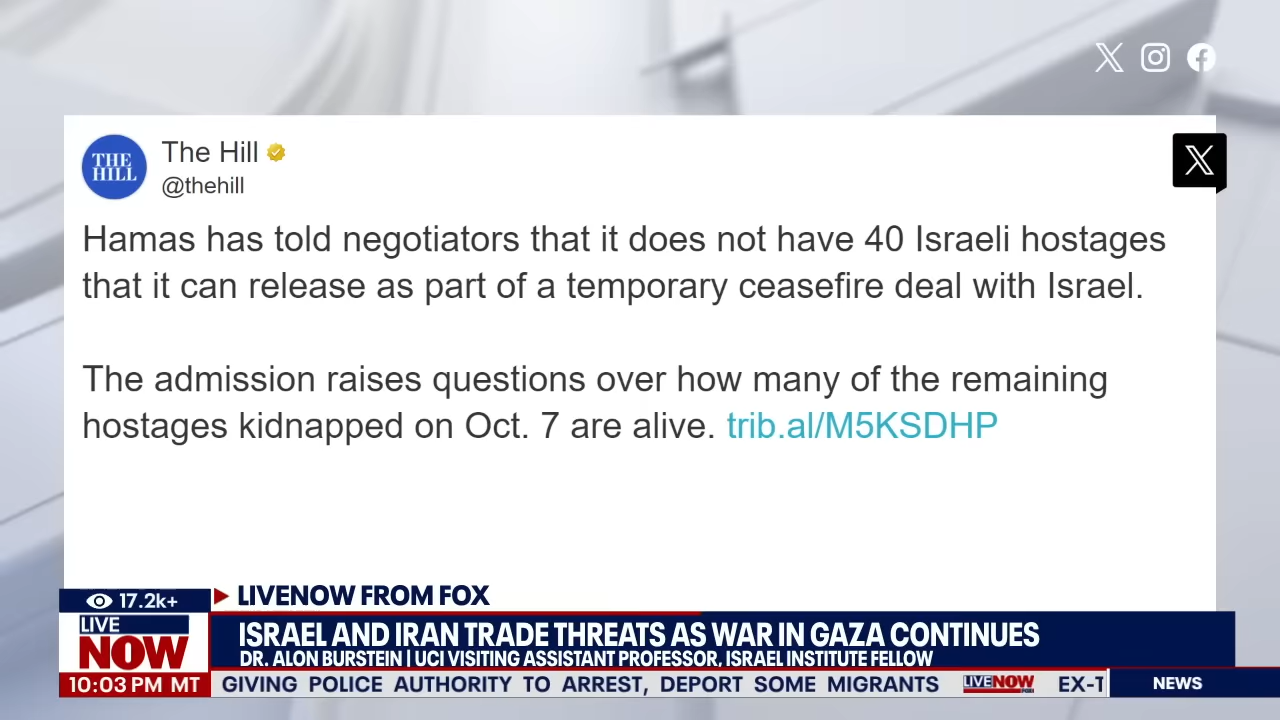 THE HILL
The Hill
@thehill
Hamas has told negotiators that it does not have 40 Israeli hostages
that it can release as part of a temporary ceasefire deal with Israel.
The admission raises questions over how many of the remaining
hostages kidnapped on Oct. 7 are alive. trib.al/M5KSDHP
17.2k+
LIVENOW FROM FOX
LIVE
NOW
ISRAEL AND IRAN TRADE THREATS AS WAR IN GAZA CONTINUES
DR. ALON BURSTEIN | UCI VISITING ASSISTANT PROFESSOR, ISRAEL INSTITUTE FELLOW
10:03 PM MT
GIVING POLICE AUTHORITY TO ARREST, DEPORT SOME MIGRANTS LIVENOW FOX EX-T
NEWS